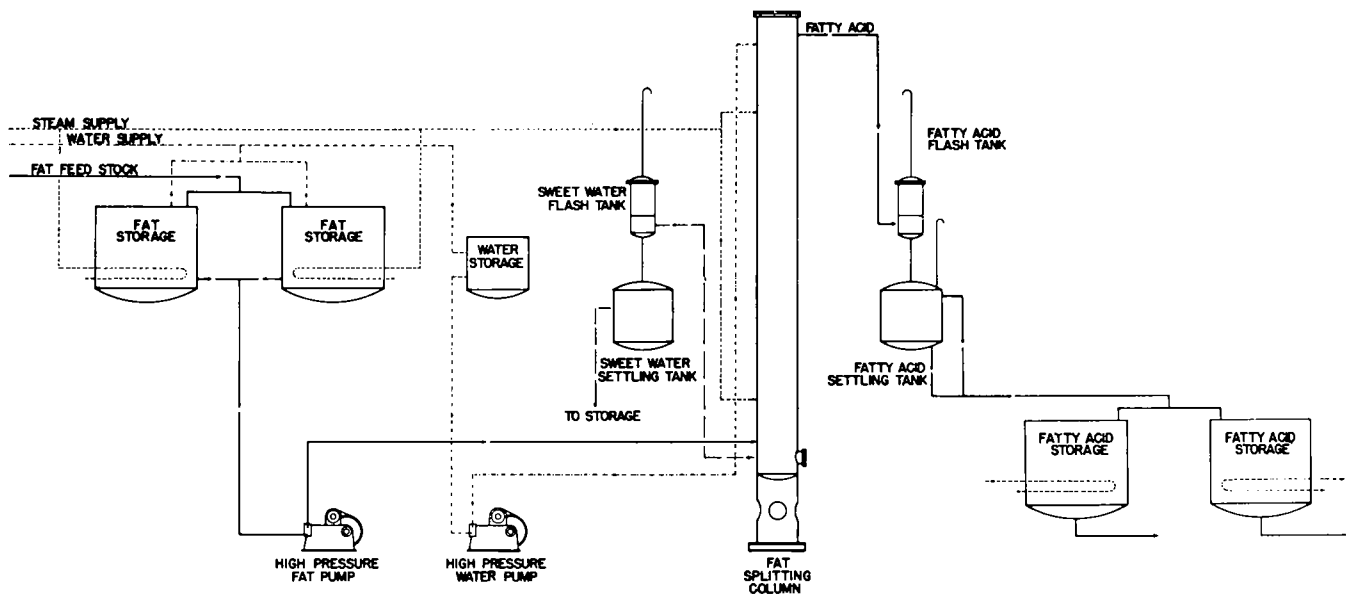 FATTY ACID
STEAM SUPPLY
WATER SUPPLY
FAT FEED STOCK
FATTY ACID
FLASH TANK
SWEET WATER
FLASH TANK
FAT
STORAGE
FAT
STORAGE
WATER
STORAGE
SWEET WATER
SETTLING TANK
FATTY ACID
SETTLING TANK
TO STORAGE
FATTY ACID
STORAGE
FATTY ACID
STORAGE
HIGH PRESSURE
FAT PUMP
HIGH PRESSURE
WATER PUMP
FAT
SPLITTING
COLUMN